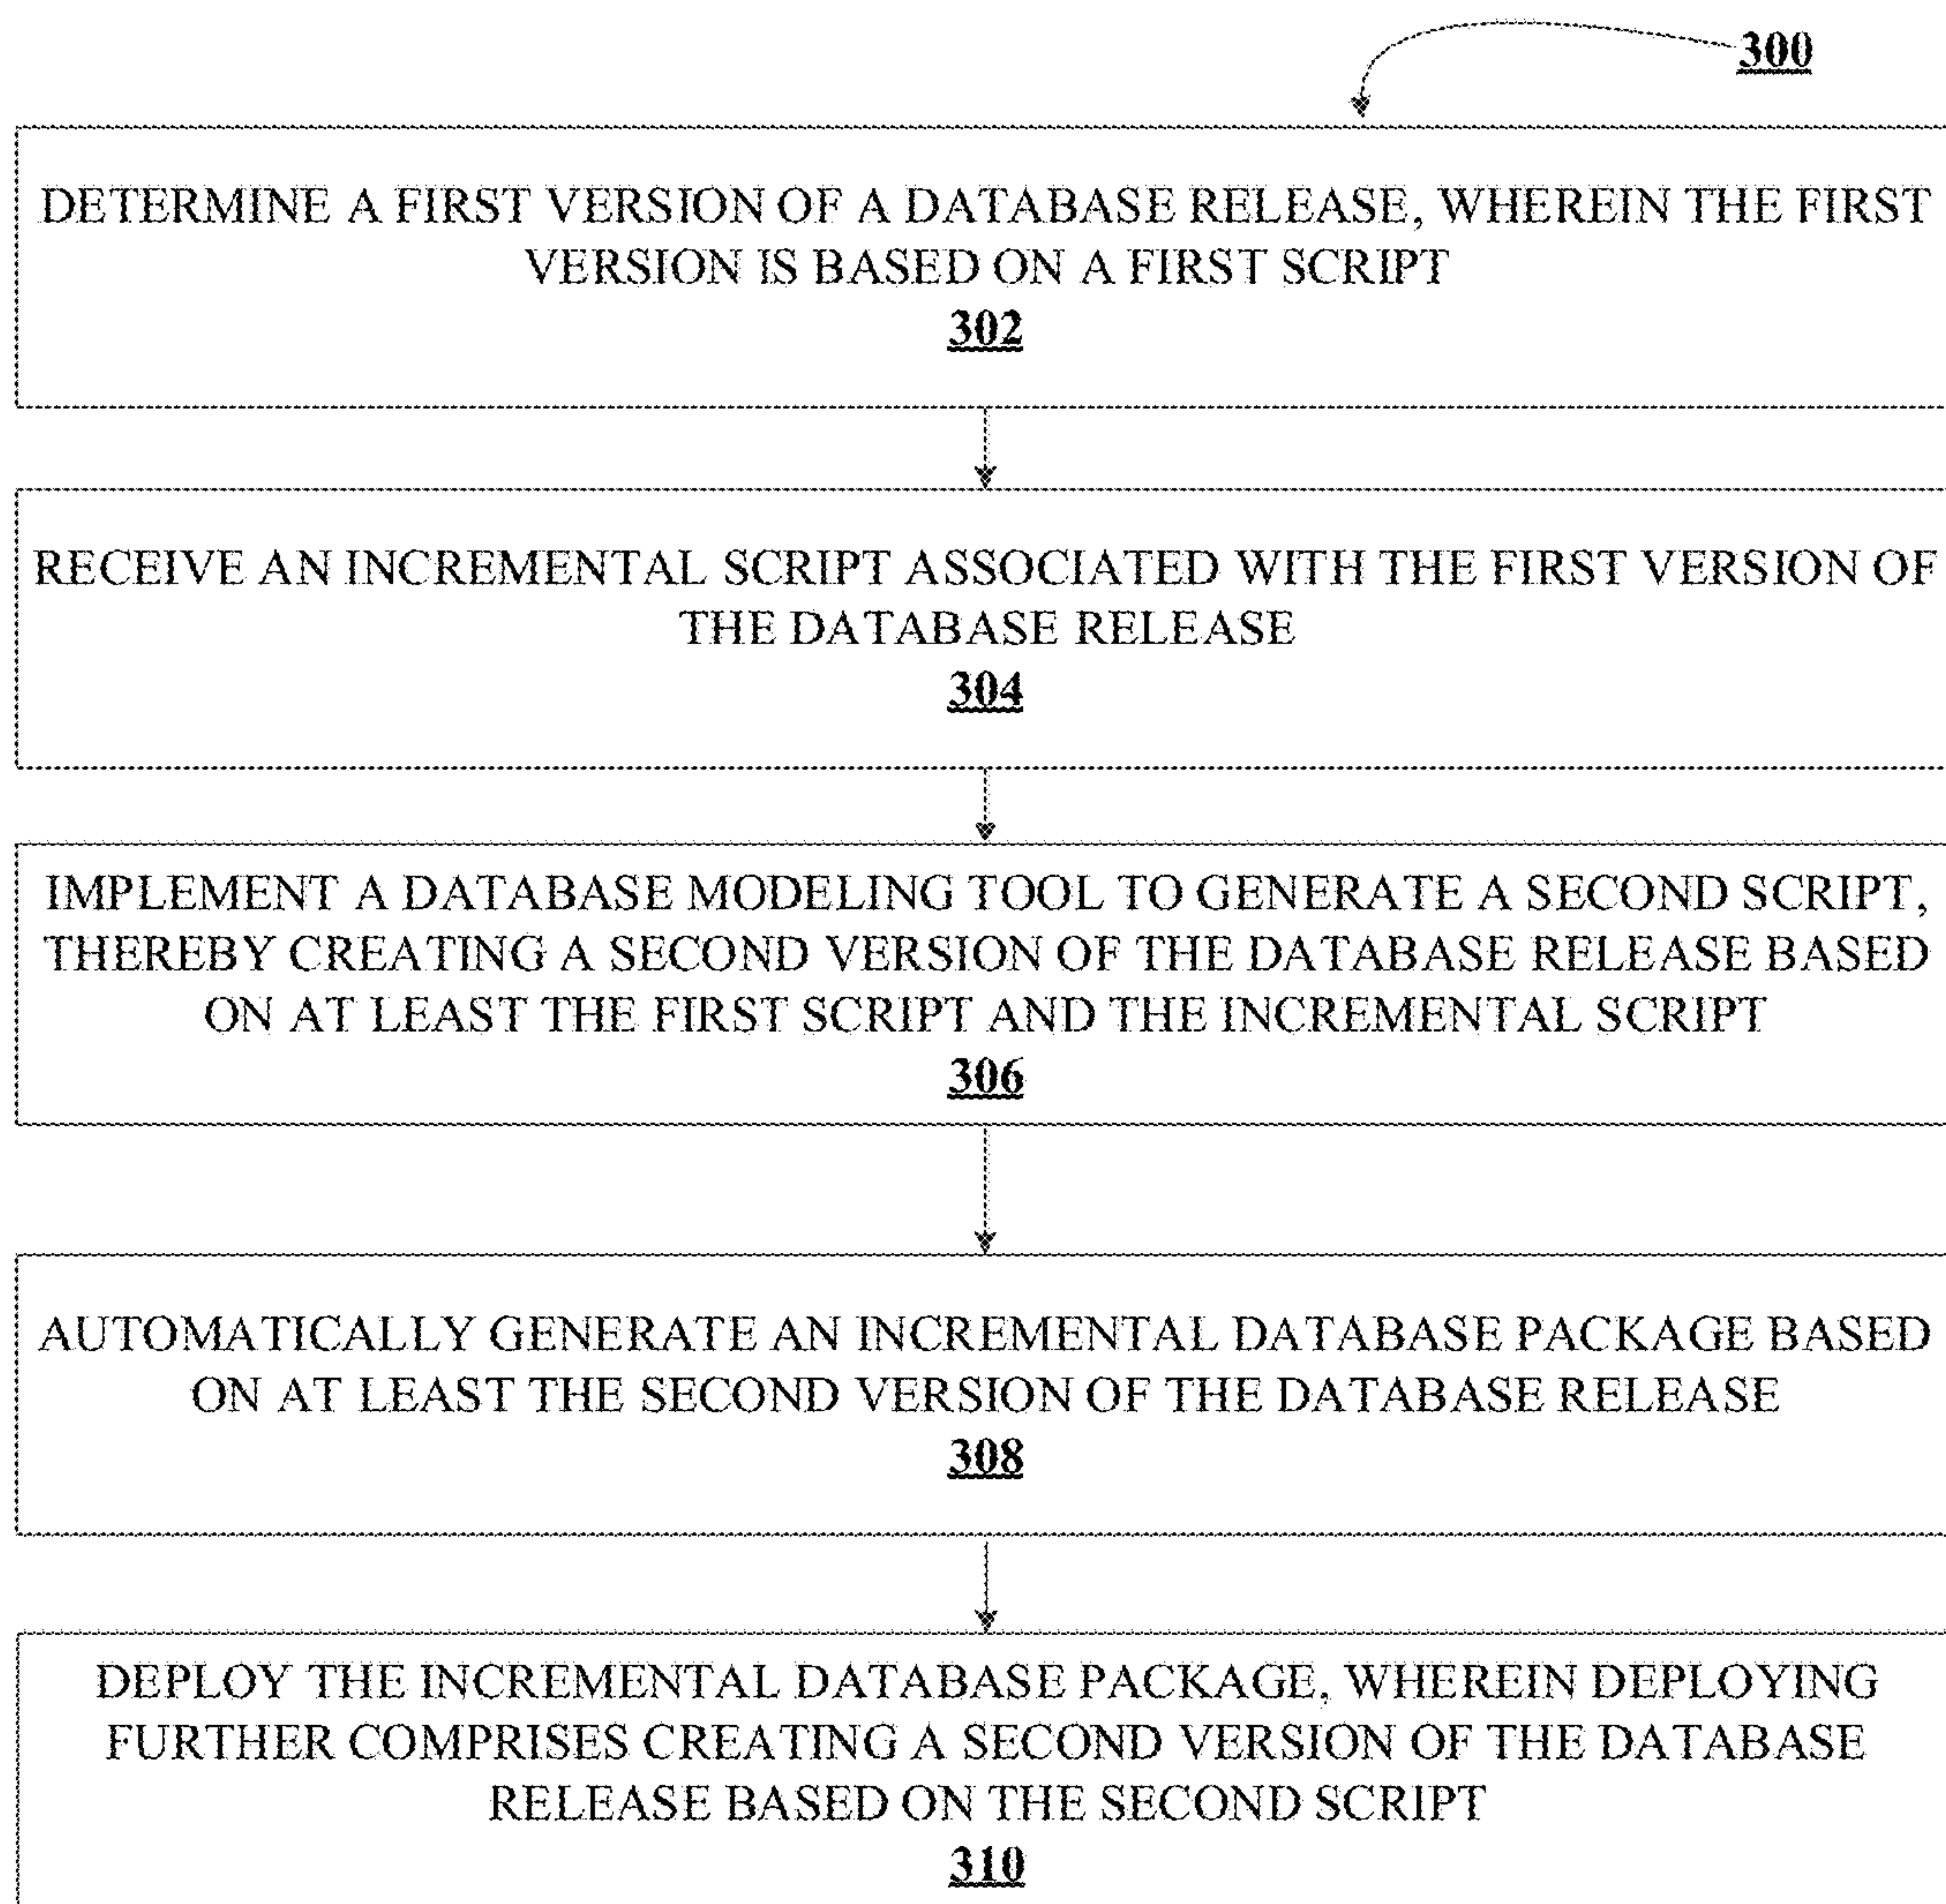 300
DETERMINE A FIRST VERSION OF A DATABASE RELEASE, WHEREIN THE FIRST
VERSION IS BASED ON A FIRST SCRIPT
302
RECEIVE AN INCREMENTAL SCRIPT ASSOCIATED WITH THE FIRST VERSION OF
THE DATABASE RELEASE
304
IMPLEMENT A DATABASE MODELING TOOL TO GENERATE A SECOND SCRIPT,
THEREBY CREATING A SECOND VERSION OF THE DATABASE RELEASE BASED
ON AT LEAST THE FIRST SCRIPT AND THE INCREMENTAL SCRIPT
306
AUTOMATICALLY GENERATE AN INCREMENTAL DATABASE PACKAGE BASED
ON AT LEAST THE SECOND VERSION OF THE DATABASE RELEASE
308
DEPLOY THE INCREMENTAL DATABASE PACKAGE, WHEREIN DEPLOYING
FURTHER COMPRISES CREATING A SECOND VERSION OF THE DATABASE
RELEASE BASED ON THE SECOND SCRIPT
310